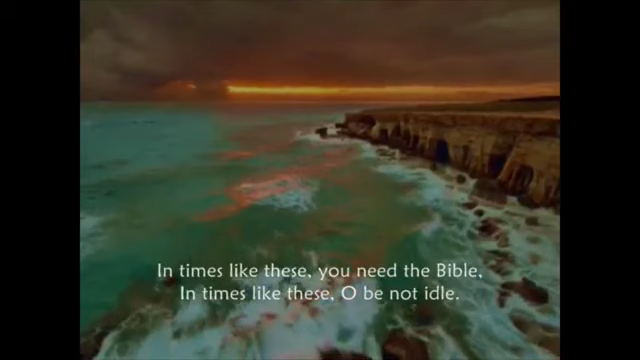 In times like these, you need the Bible,
In times like these, O be not idle.